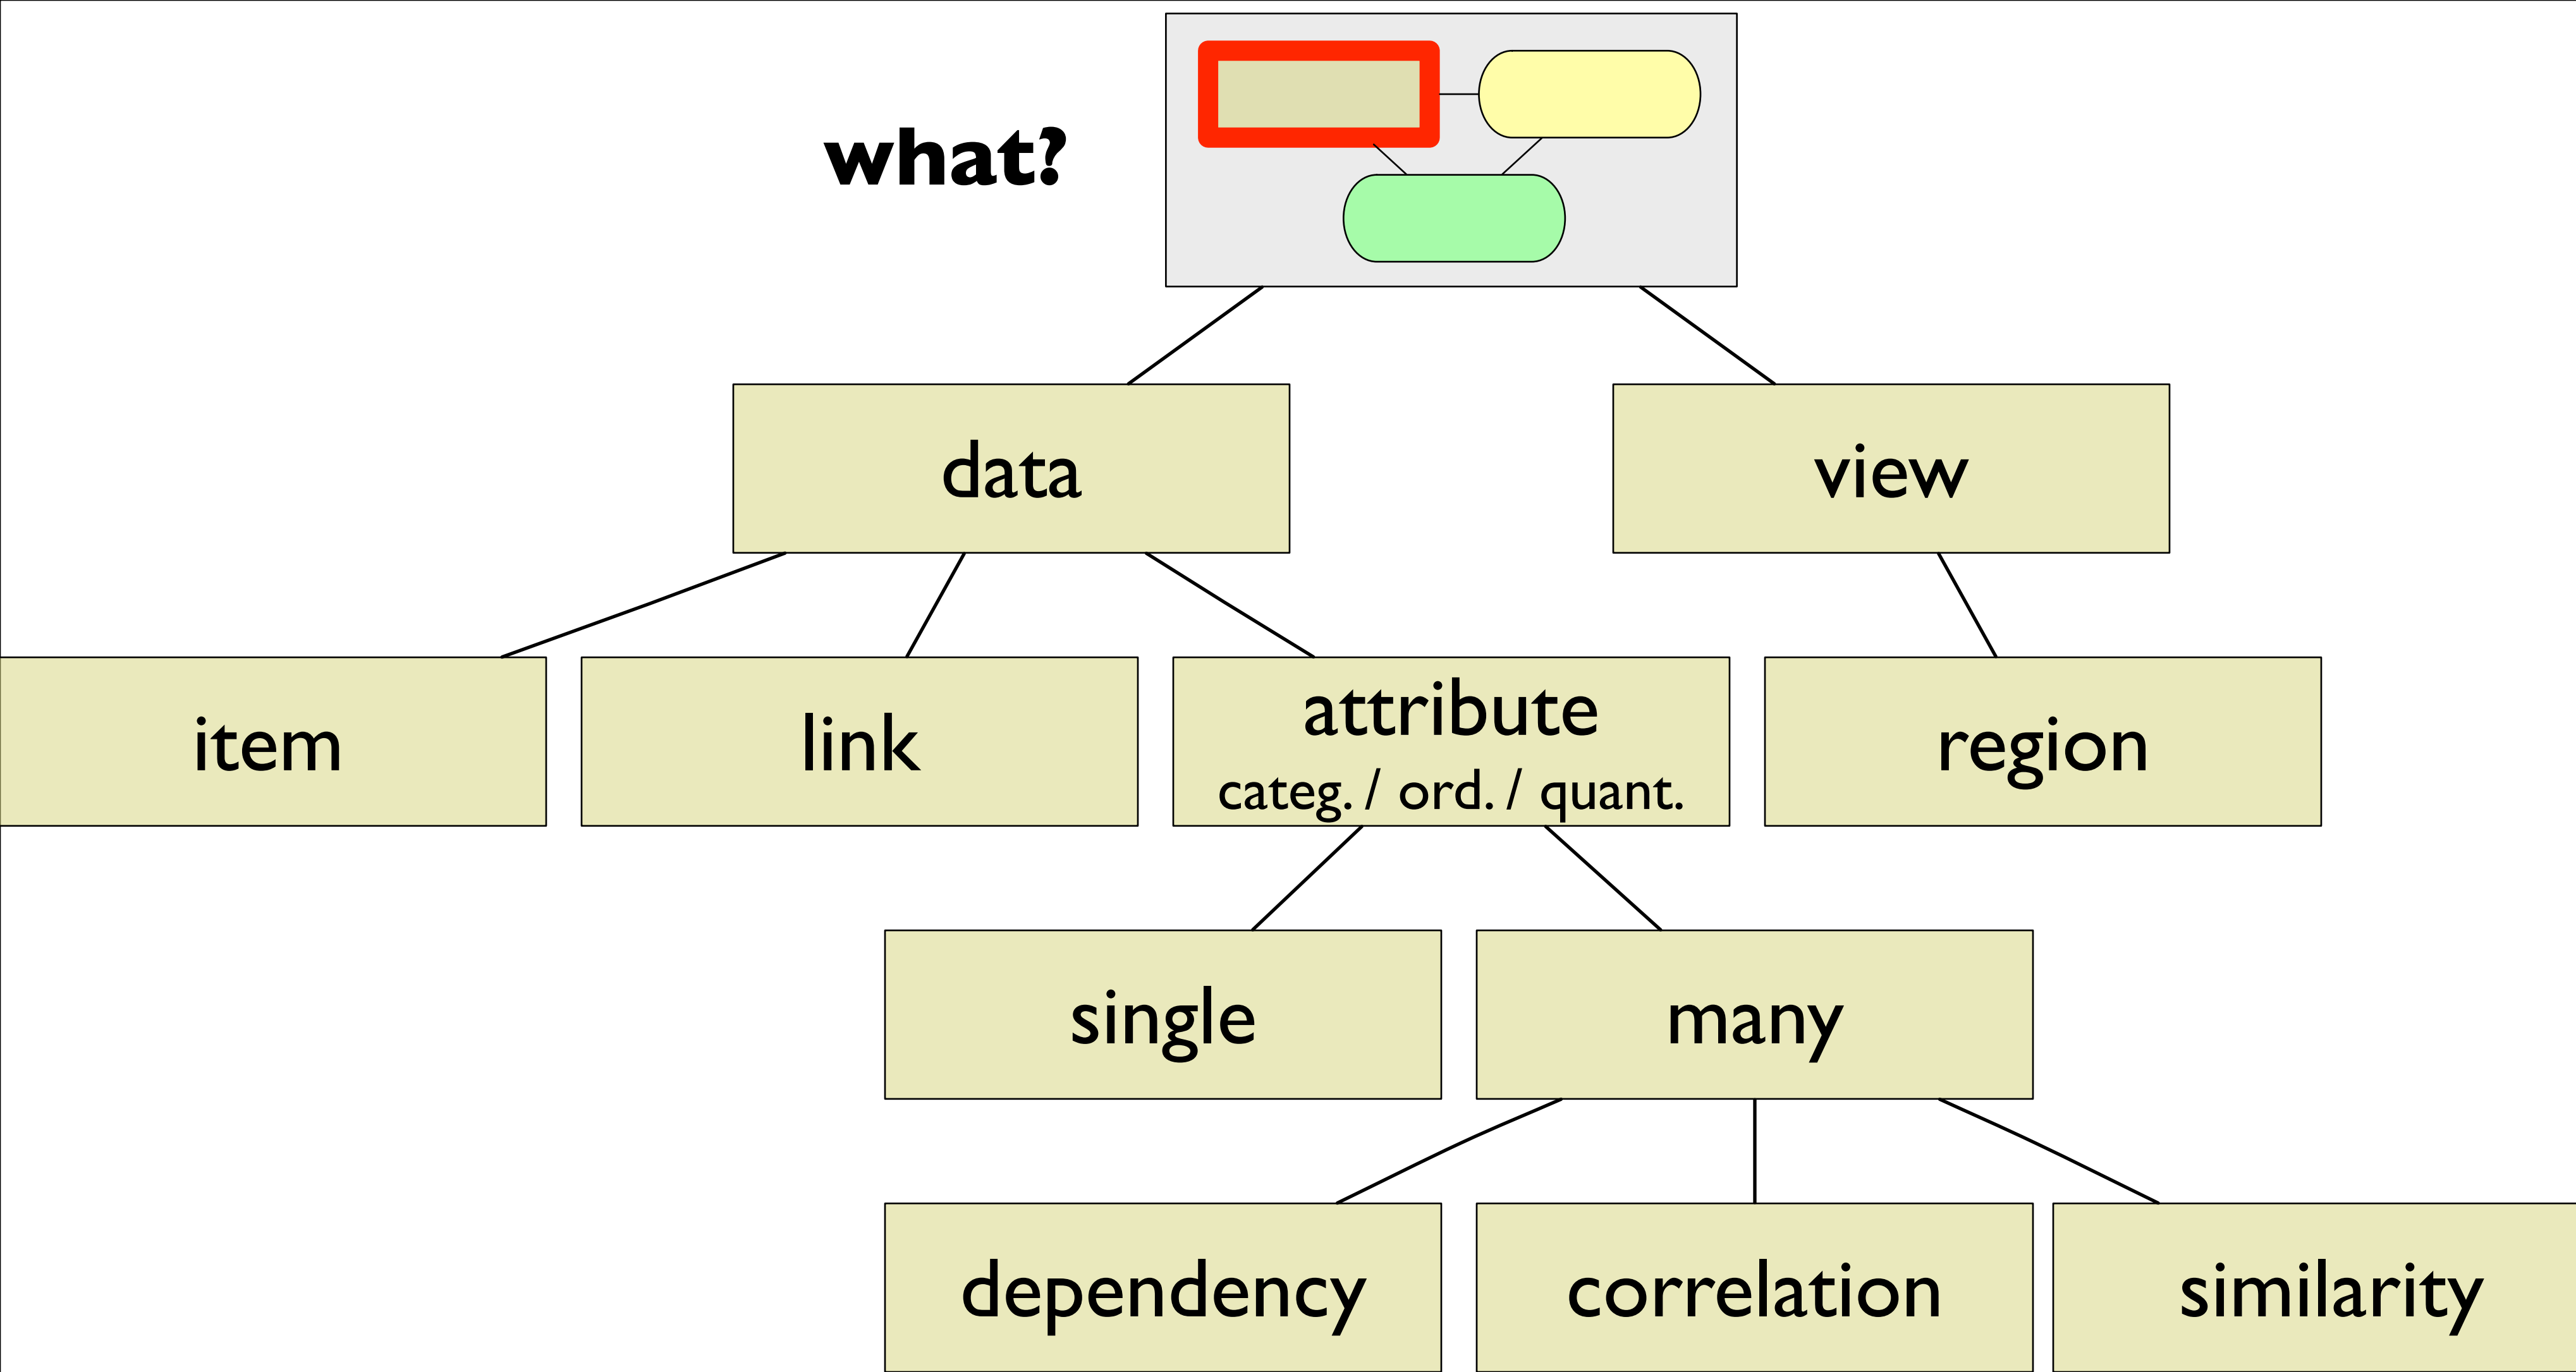 what?
data
view
item
link
attribute
categ. / ord. / quant.
region
single
many
dependency
correlation
similarity